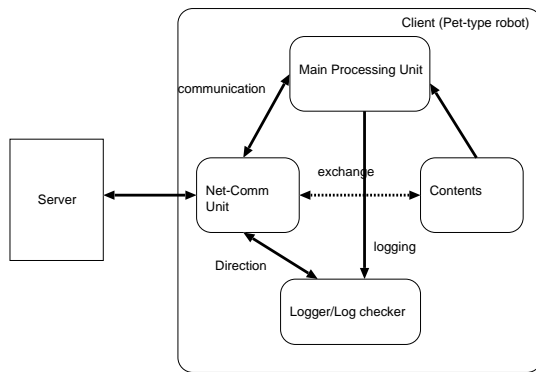 Client (Pet-type robot)
Main Processing Unit
communication
exchange
Server
Net-Comm
Unit
Contents
logging
Direction
Logger/Log checker